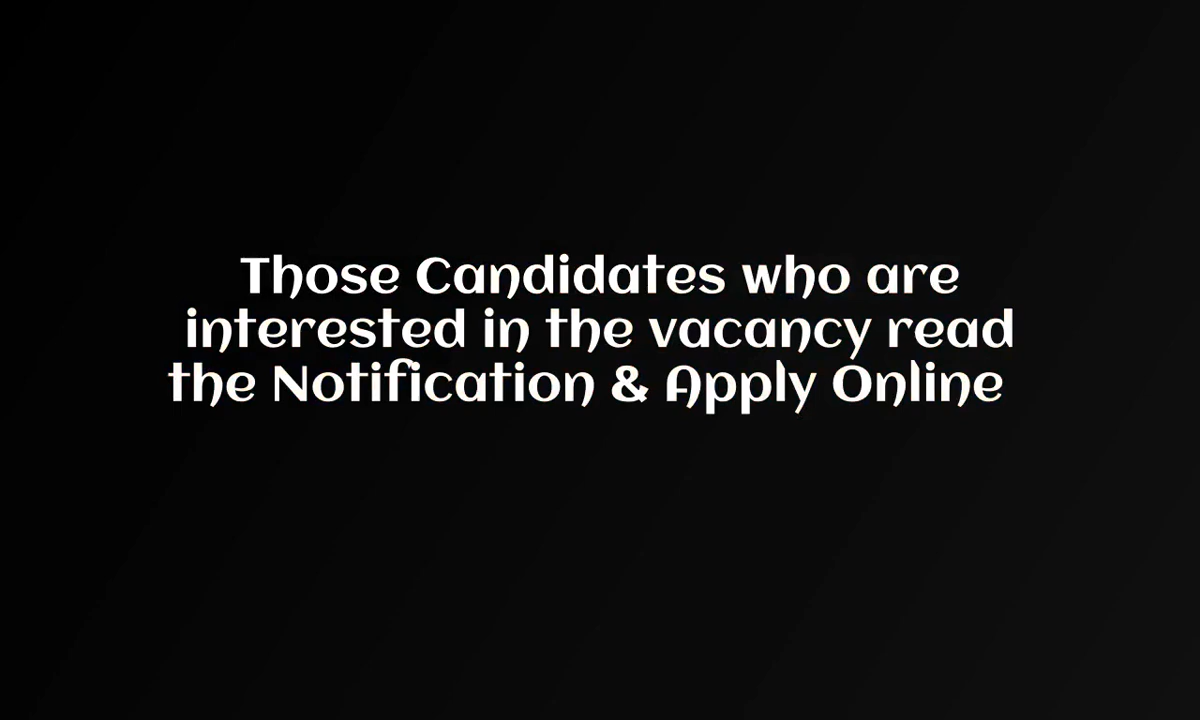 Those Candidates who are
interested in the vacancy read
the Notification & Apply Online